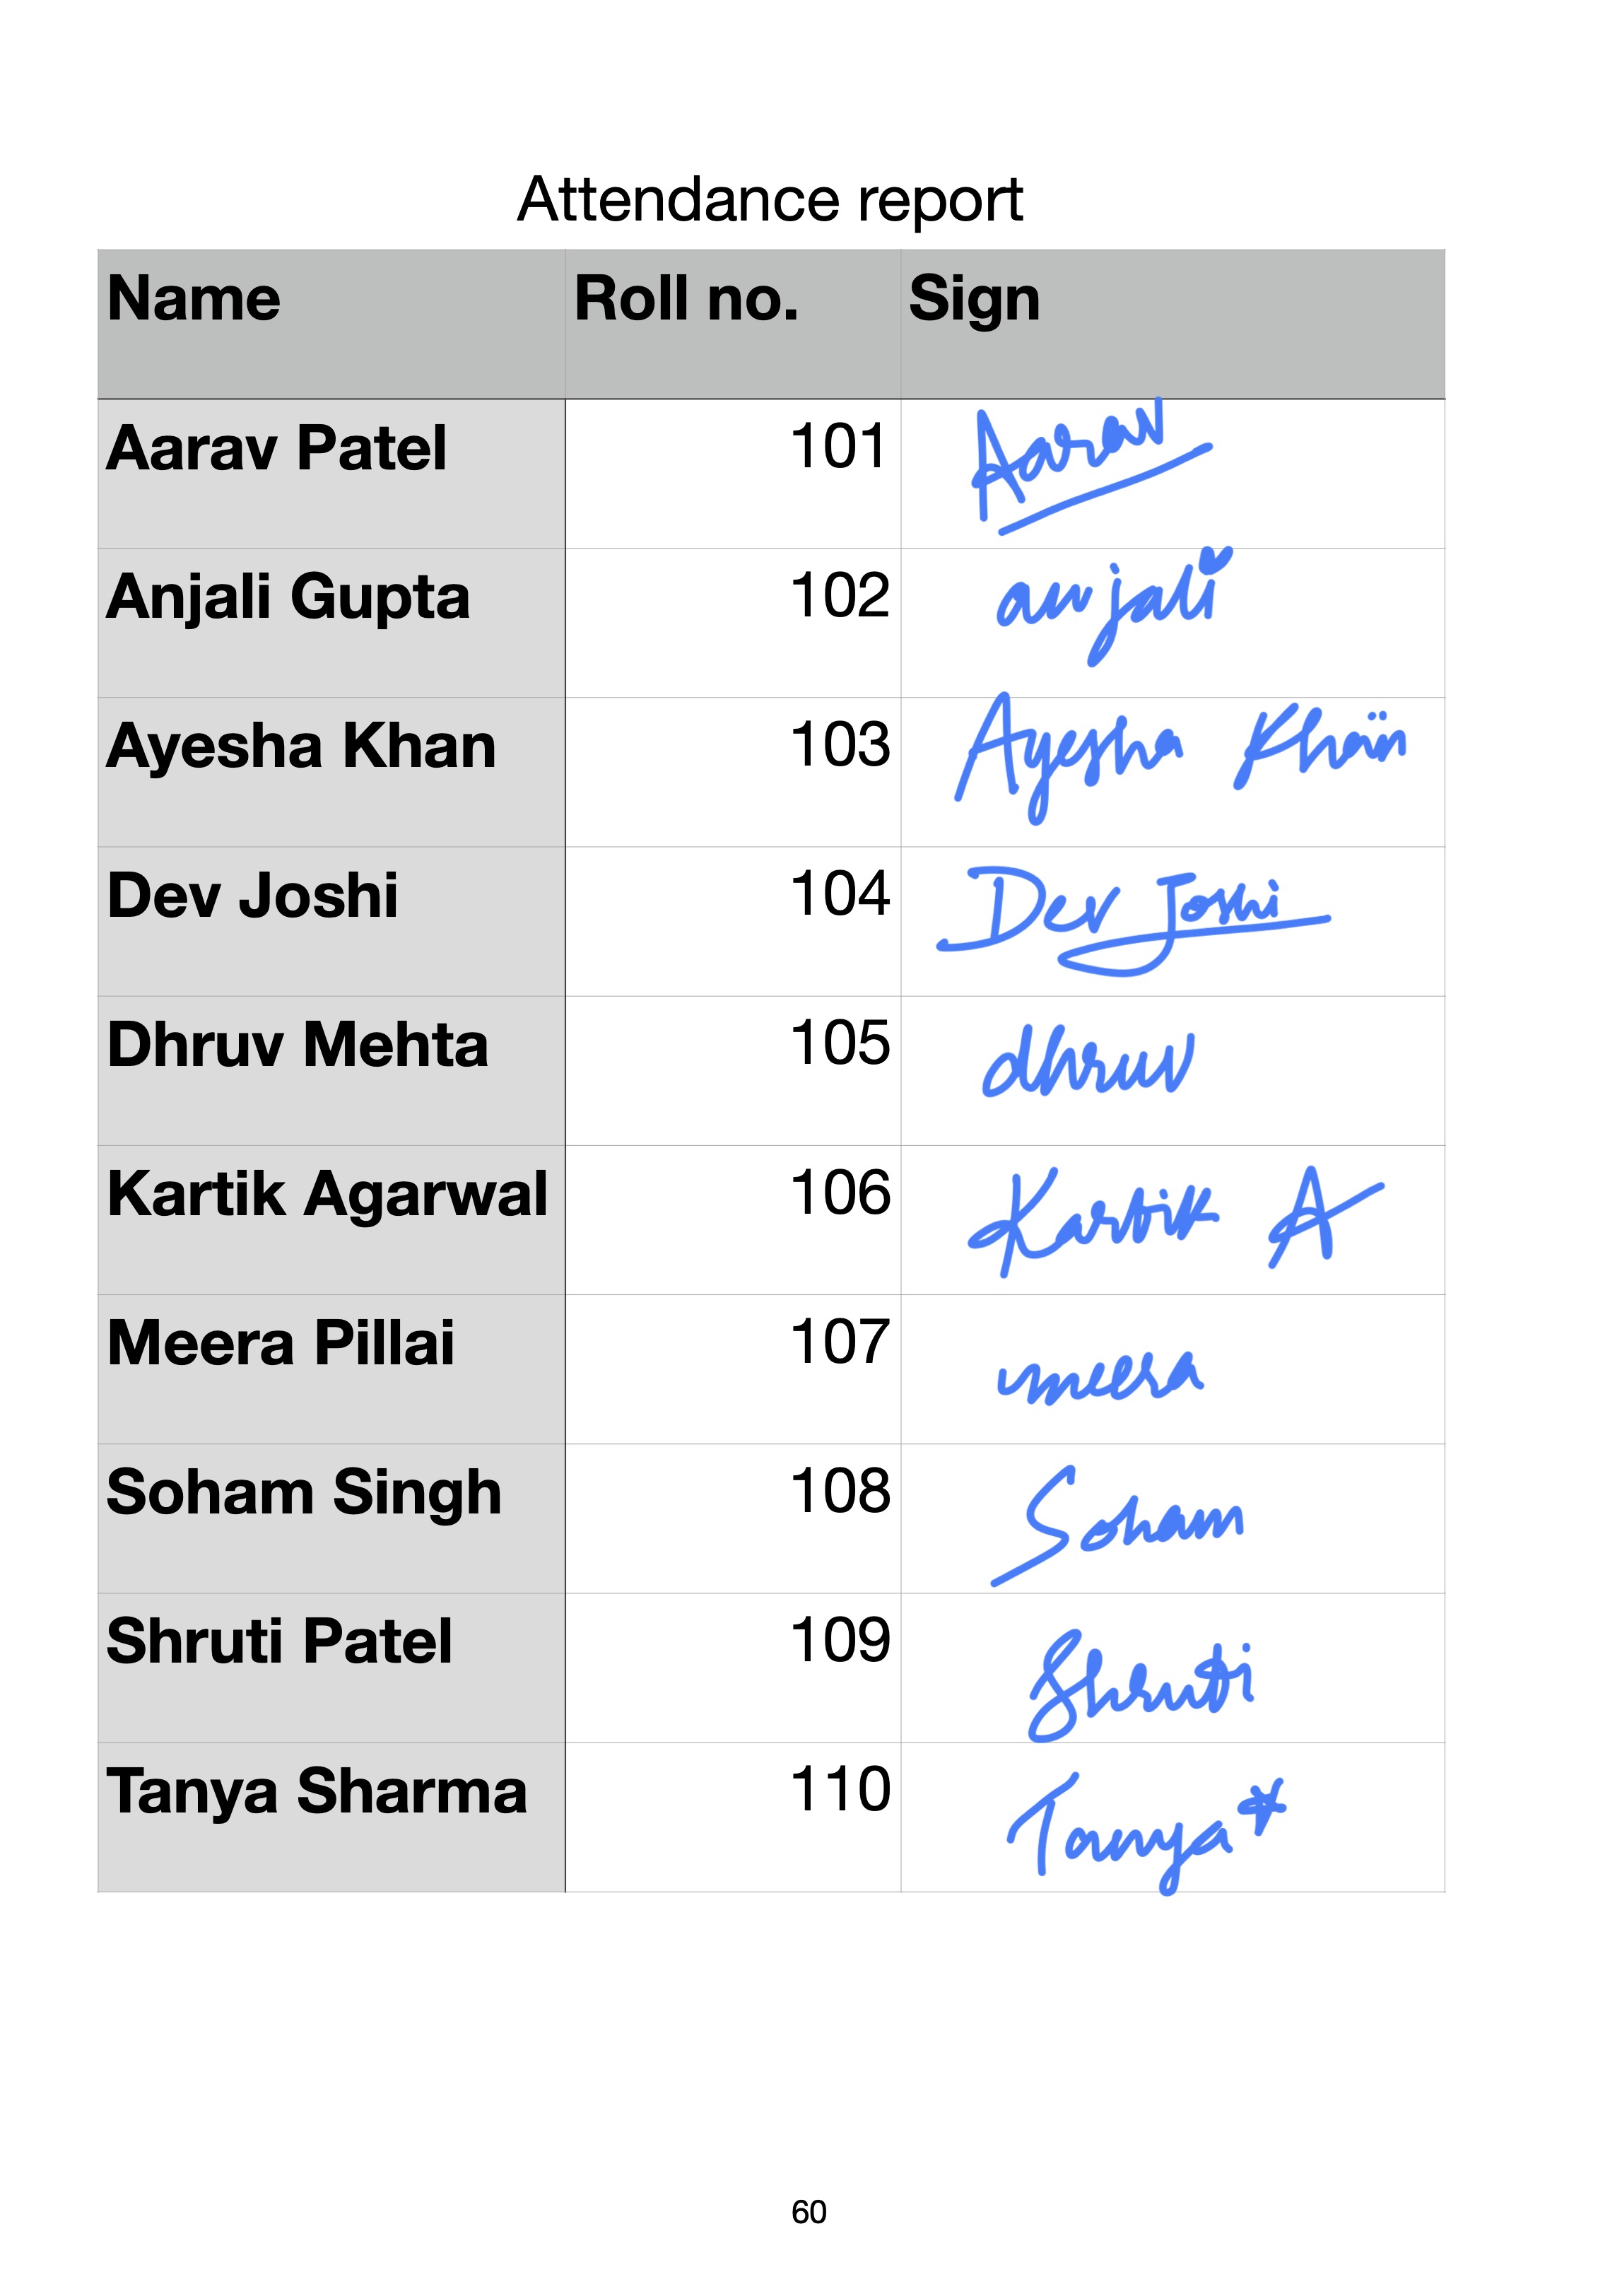 Attendance report
Name Roll no. Sign
Aarav Patel 101 Aarav
Anjali Gupta 102 anjali
Ayesha Khan 103 Ayesha Khan
Dev Joshi 104 Dev Joshi
Dhruv Mehta 105 dhruv
Kartik Agarwal 106 Kartik A
Meera Pillai 107 meera
Soham Singh 108 Soham
Shruti Patel 109 Shruti
Tanya Sharma 110 Tanya*
60